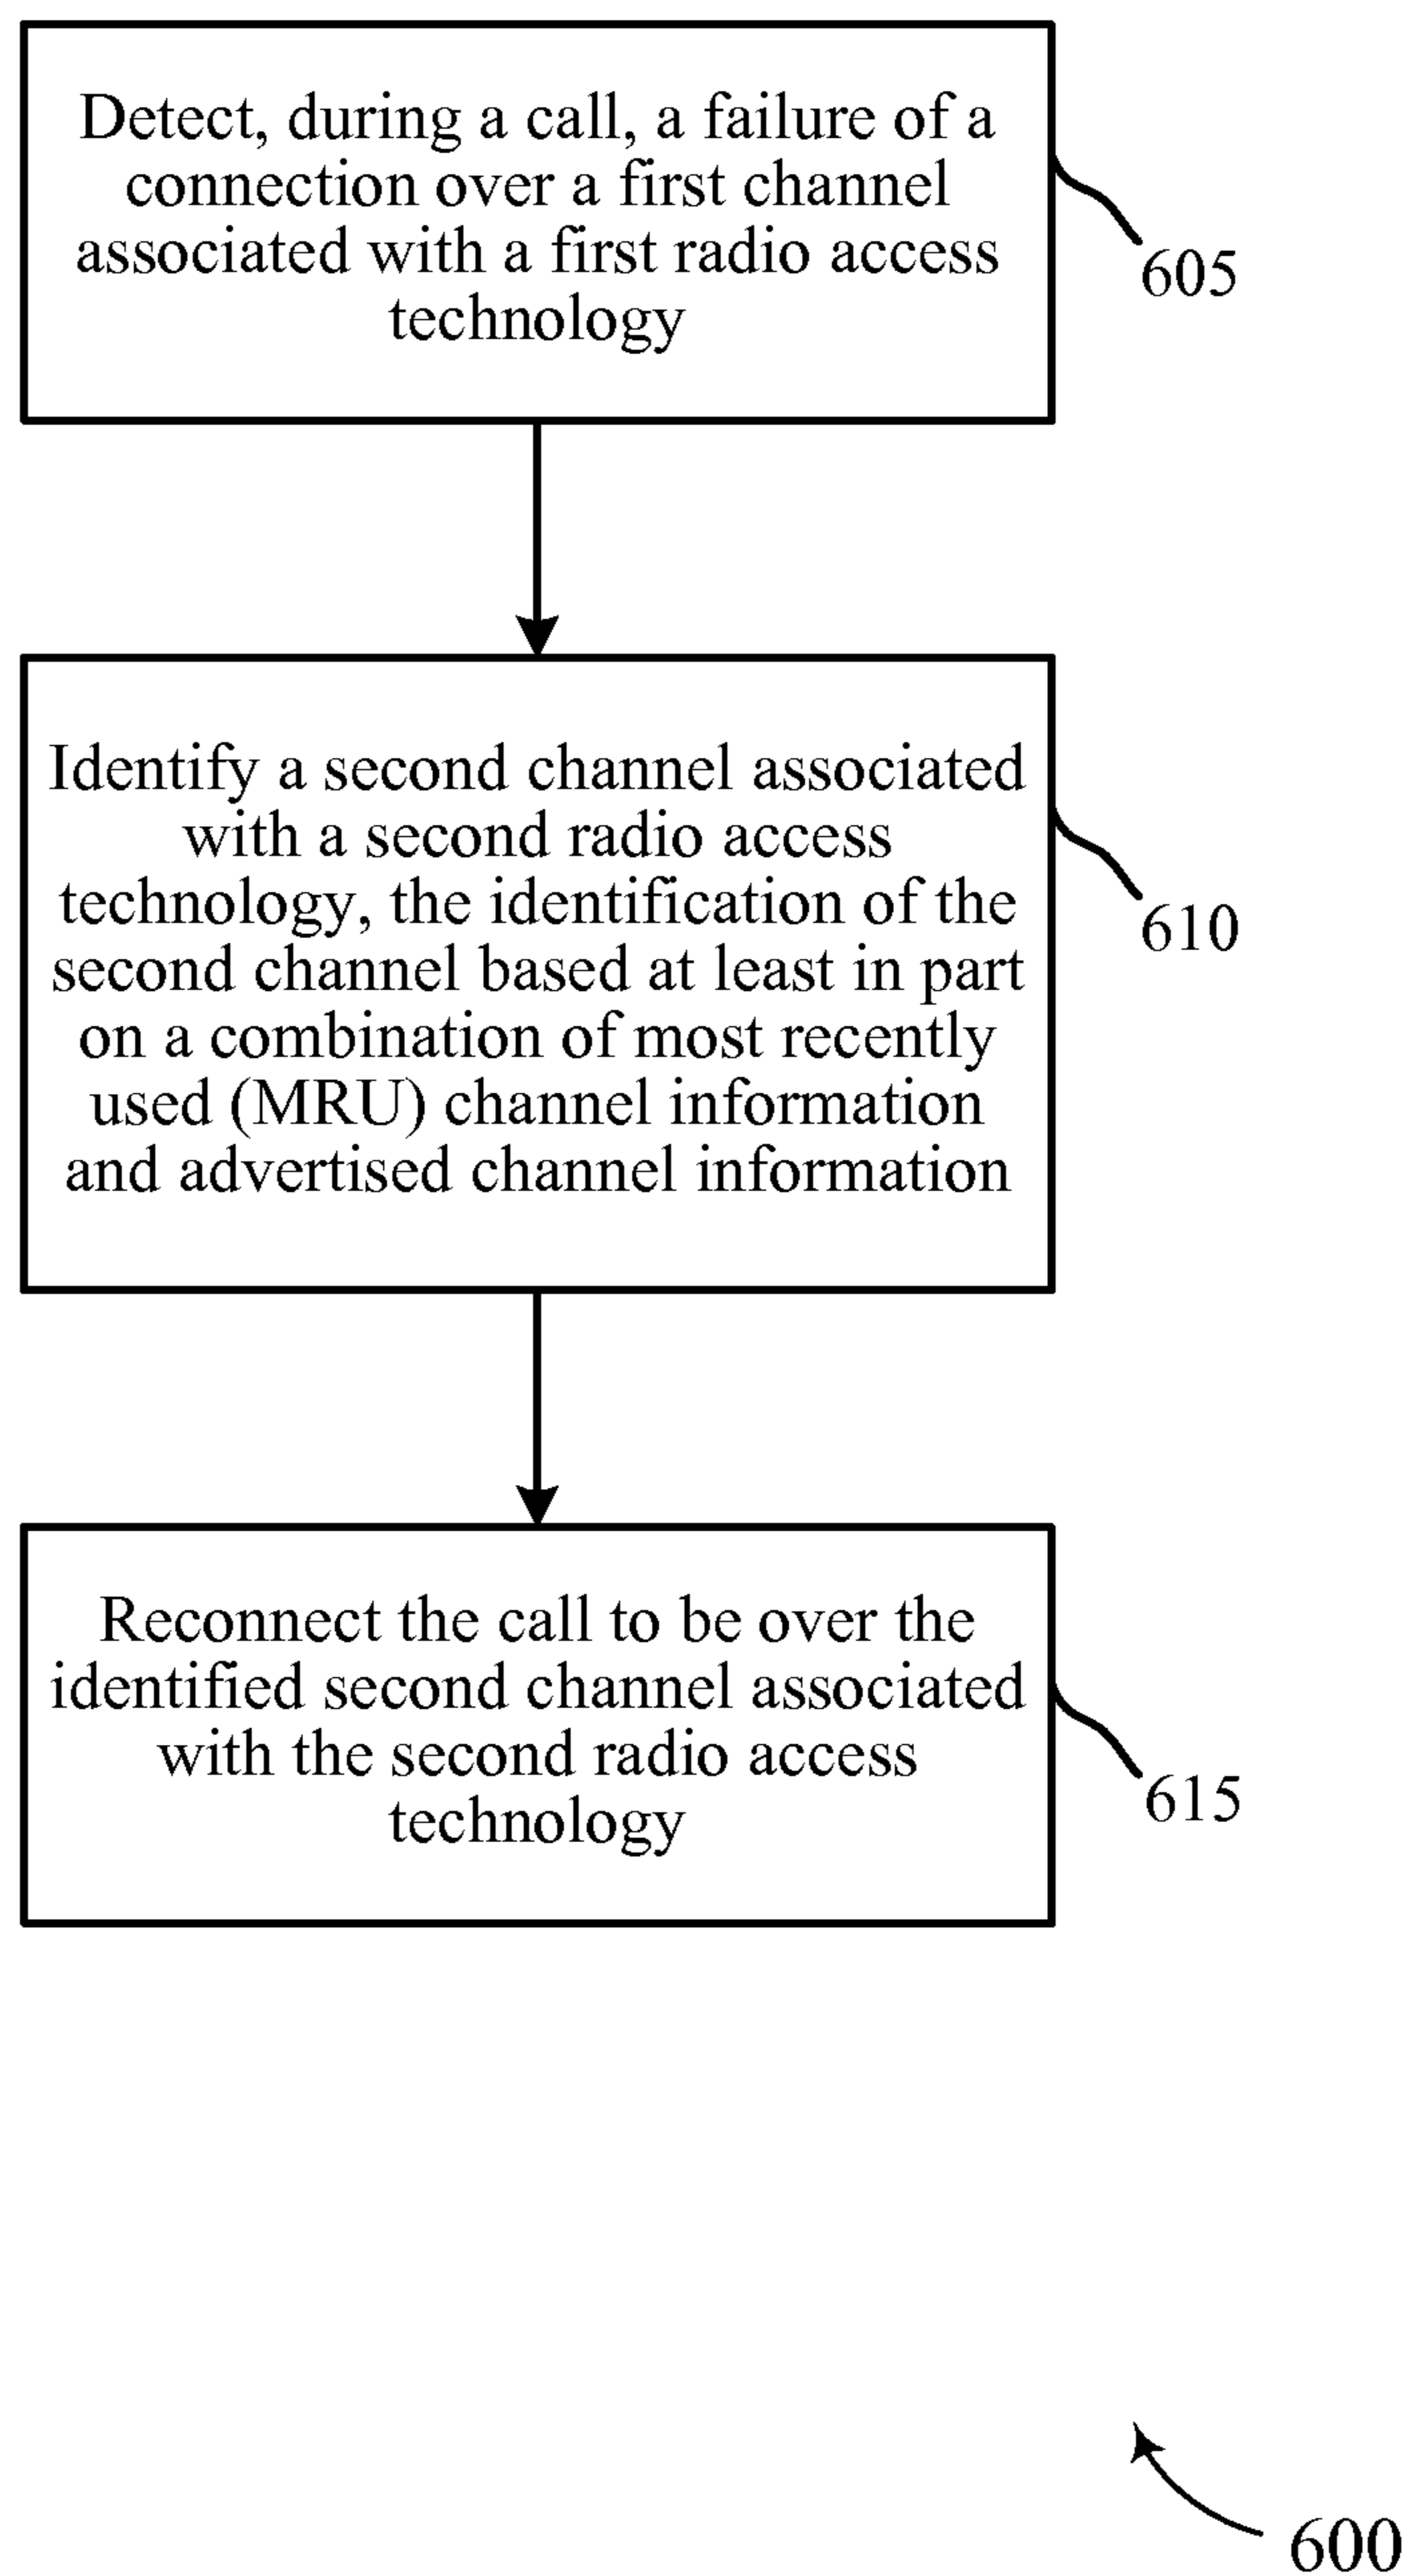 Detect, during a call, a failure of a
connection over a first channel
associated with a first radio access
technology
605
Identify a second channel associated
with a second radio access
technology, the identification of the
second channel based at least in part
on a combination of most recently
used (MRU) channel information
and advertised channel information
610
Reconnect the call to be over the
identified second channel associated
with the second radio access
technology
615
600